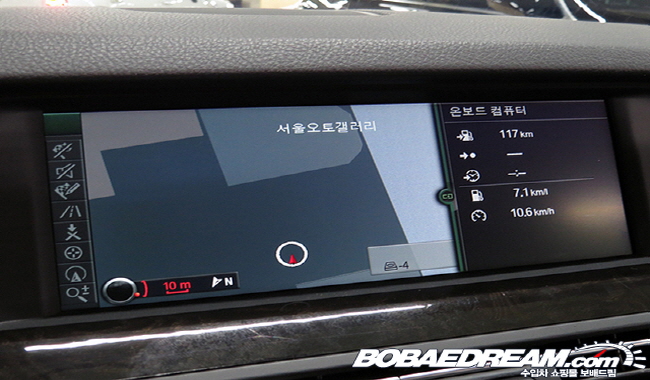 온보드 컴퓨터
서울오토갤러리
117 km
—
-:-
7.1 km/l
10.6 km/h
-4
10 m
N
BOBAEDREAM.com
수입차 쇼핑몰 보배드림